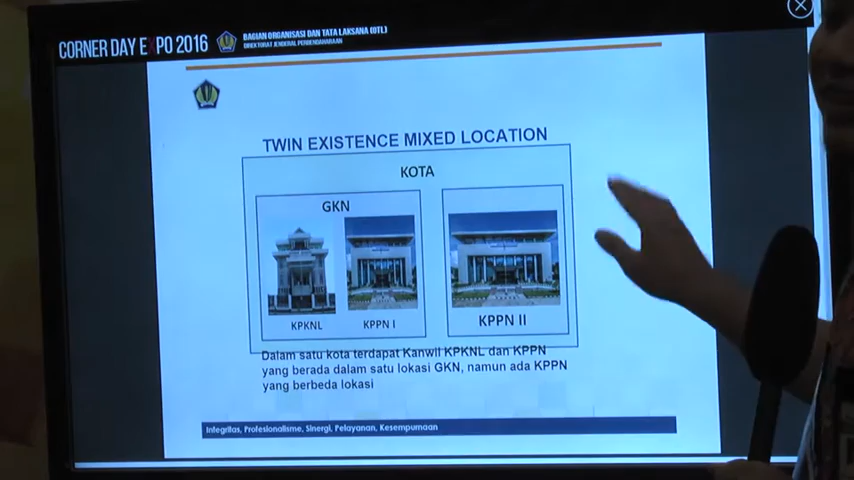 CORNER DAY EXPO 2016
BAGIAN ORGANISASI DAN TATA LAKSANA (OTL)
DIREKTORAT JENDERAL PERBENDAHARAAN
TWIN EXISTENCE MIXED LOCATION
KOTA
GKN
KPKNL
KPPN I
KPPN II
Dalam satu kota terdapat Kanwil KPKNL dan KPPN
yang berada dalam satu lokasi GKN, namun ada KPPN
yang berbeda lokasi
Integritas, Profesionalisme, Sinergi, Pelayanan, Kesempurnaan